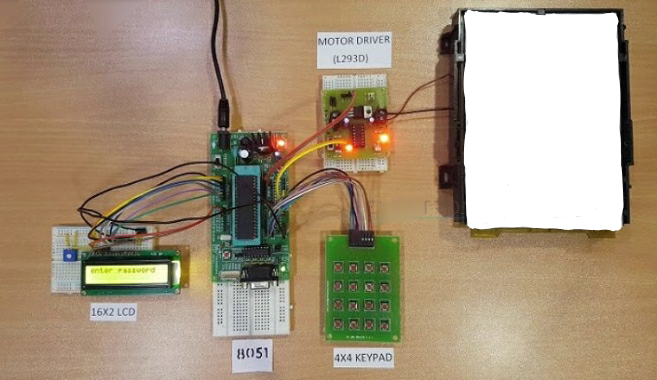 MOTOR DRIVER
(L293D)
enter password
16X2 LCD
8051
4X4 KEYPAD